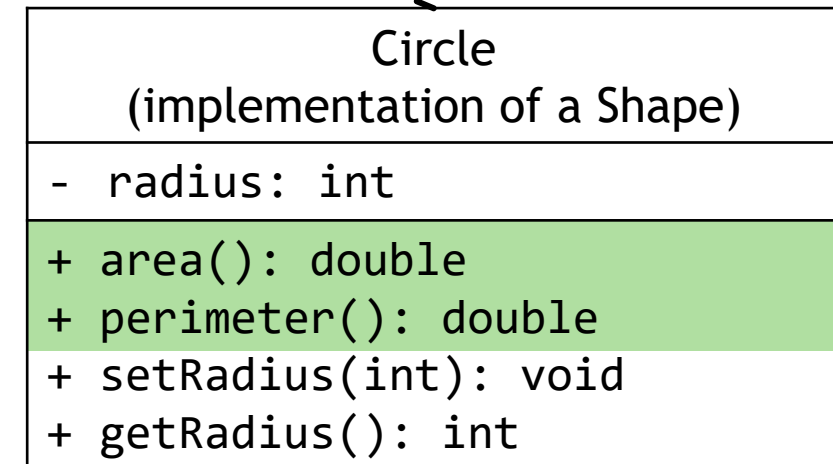 Circle
(implementation of a Shape)
- radius: int
+ area(): double
+ perimeter(): double
+ setRadius(int): void
+ getRadius(): int